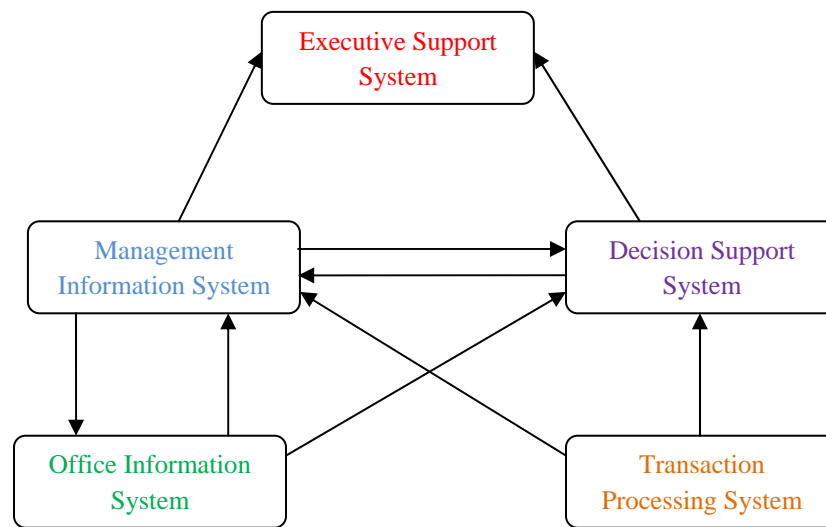 Executive Support
System
Management
Information System
Decision Support
System
Office Information
System
Transaction
Processing System